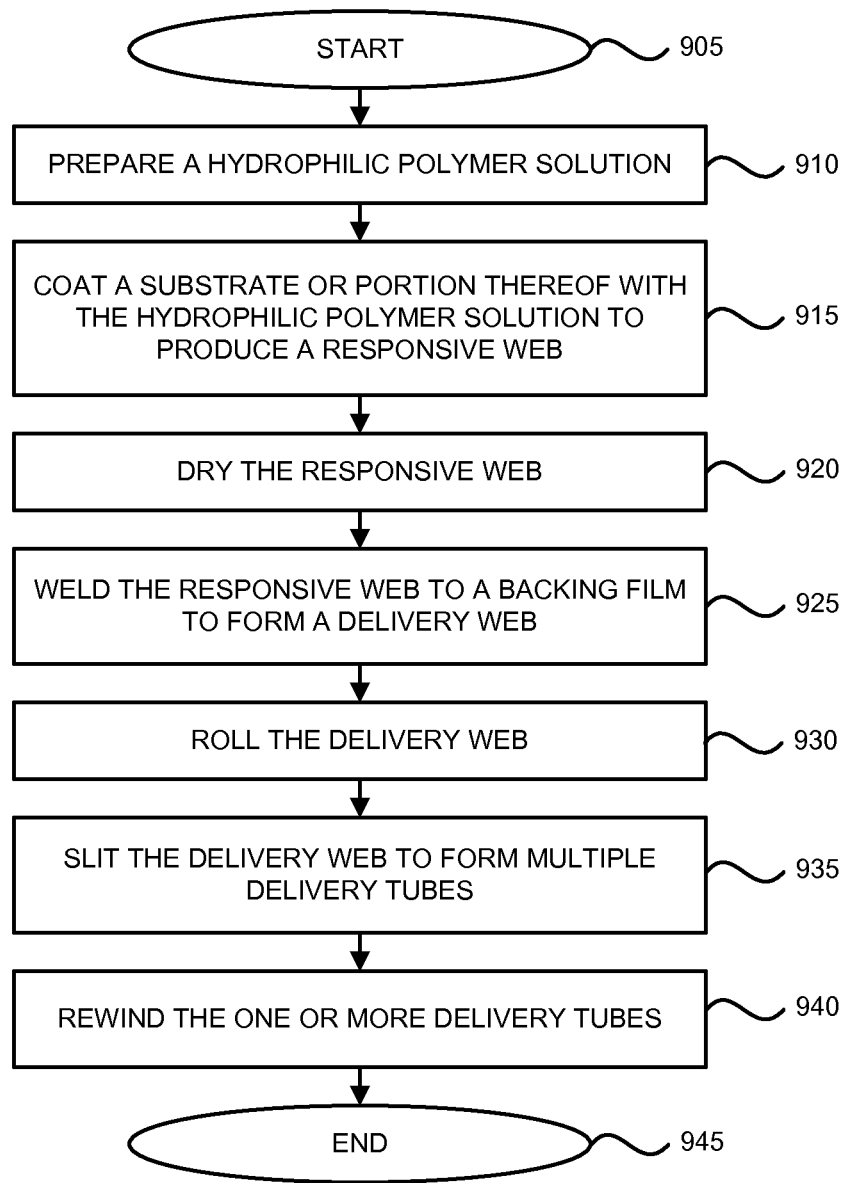 START
905
PREPARE A HYDROPHILIC POLYMER SOLUTION
910
COAT A SUBSTRATE OR PORTION THEREOF WITH
THE HYDROPHILIC POLYMER SOLUTION TO
PRODUCE A RESPONSIVE WEB
915
DRY THE RESPONSIVE WEB
920
WELD THE RESPONSIVE WEB TO A BACKING FILM
TO FORM A DELIVERY WEB
925
ROLL THE DELIVERY WEB
930
SLIT THE DELIVERY WEB TO FORM MULTIPLE
DELIVERY TUBES
935
REWIND THE ONE OR MORE DELIVERY TUBES
940
END
945